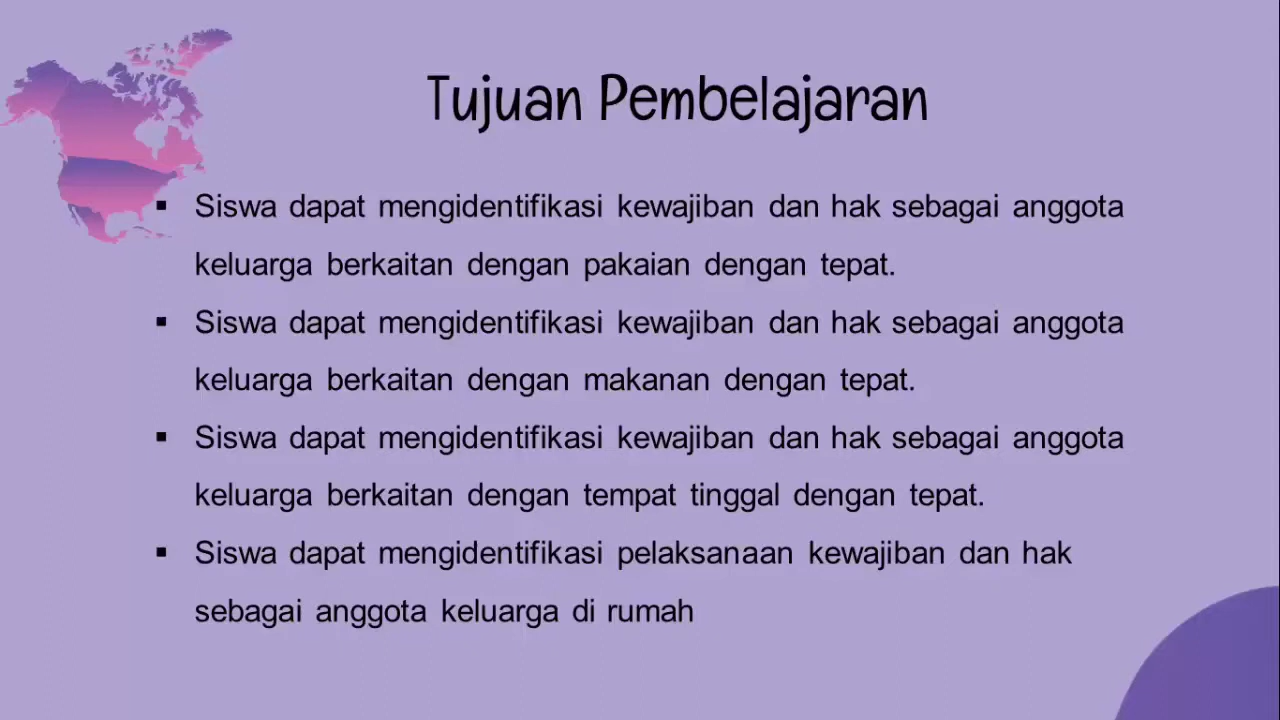 Tujuan Pembelajaran
▪ Siswa dapat mengidentifikasi kewajiban dan hak sebagai anggota
keluarga berkaitan dengan pakaian dengan tepat.
▪ Siswa dapat mengidentifikasi kewajiban dan hak sebagai anggota
keluarga berkaitan dengan makanan dengan tepat.
▪ Siswa dapat mengidentifikasi kewajiban dan hak sebagai anggota
keluarga berkaitan dengan tempat tinggal dengan tepat.
▪ Siswa dapat mengidentifikasi pelaksanaan kewajiban dan hak
sebagai anggota keluarga di rumah